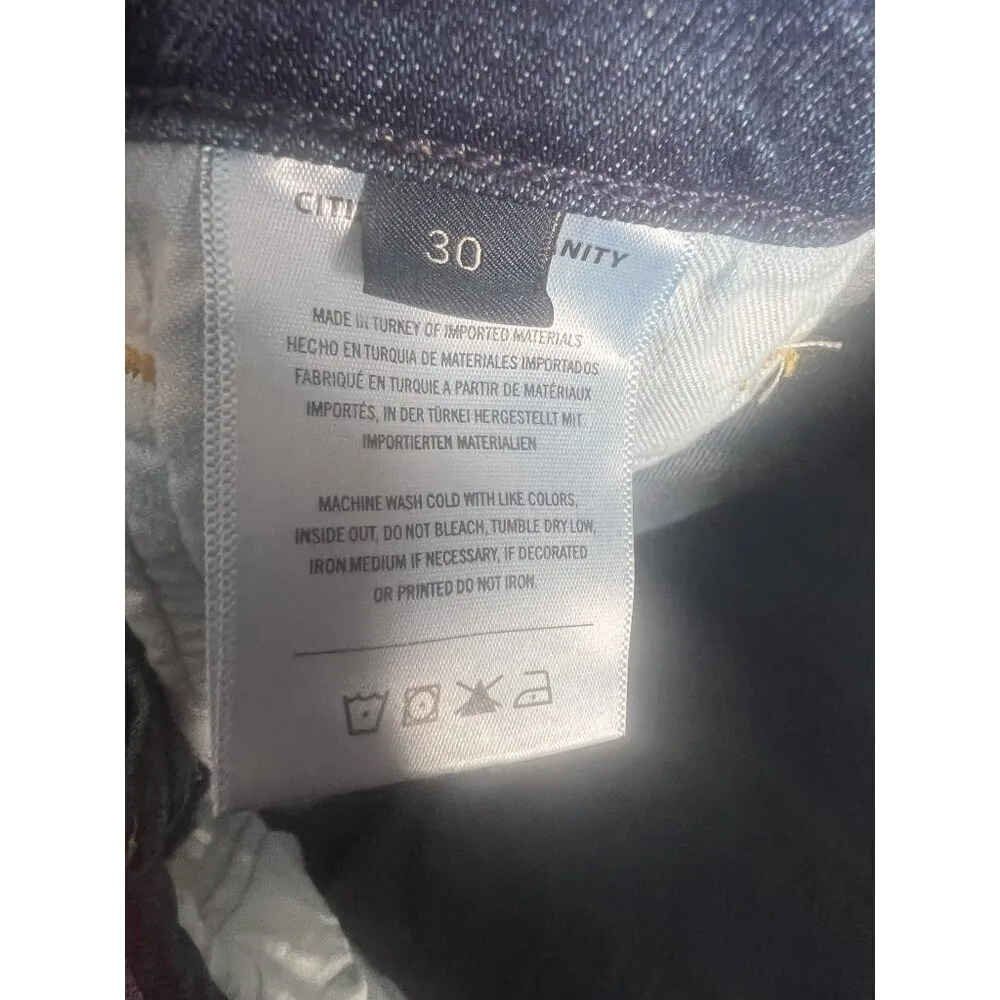 CITI
30
NITY
MADE IN TURKEY OF IMPORTED MATERIALS
HECHO EN TURQUIA DE MATERIALES IMPORTADOS
FABRIQUÉ EN TURQUIE A PARTIR DE MATÉRIAUX
IMPORTÉS, IN DER TÜRKEI HERGESTELLT MIT
IMPORTIERTEN MATERIALIEN
MACHINE WASH COLD WITH LIKE COLORS,
INSIDE OUT, DO NOT BLEACH, TUMBLE DRY LOW,
IRON MEDIUM IF NECESSARY, IF DECORATED
OR PRINTED DO NOT IRON.